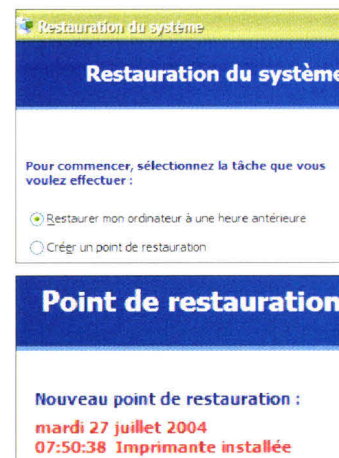 Restauration du système
Restauration du système
Pour commencer, sélectionnez la tâche que vous
voulez effectuer :
Restaurer mon ordinateur à une heure antérieure
Créer un point de restauration
Point de restauration
Nouveau point de restauration :
mardi 27 juillet 2004
07:50:38 Imprimante installée